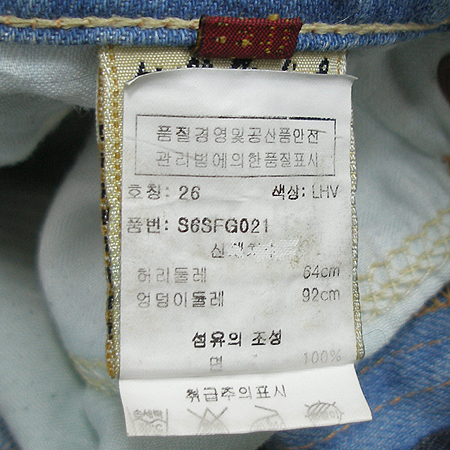 품질경영및공산품안전
관리법에의한품질표시
호칭: 26 색상: LHV
품번: S6SFG021
허리둘레 64cm
엉덩이둘레 92cm
섬유의 조성
면 100%
취급주의표시